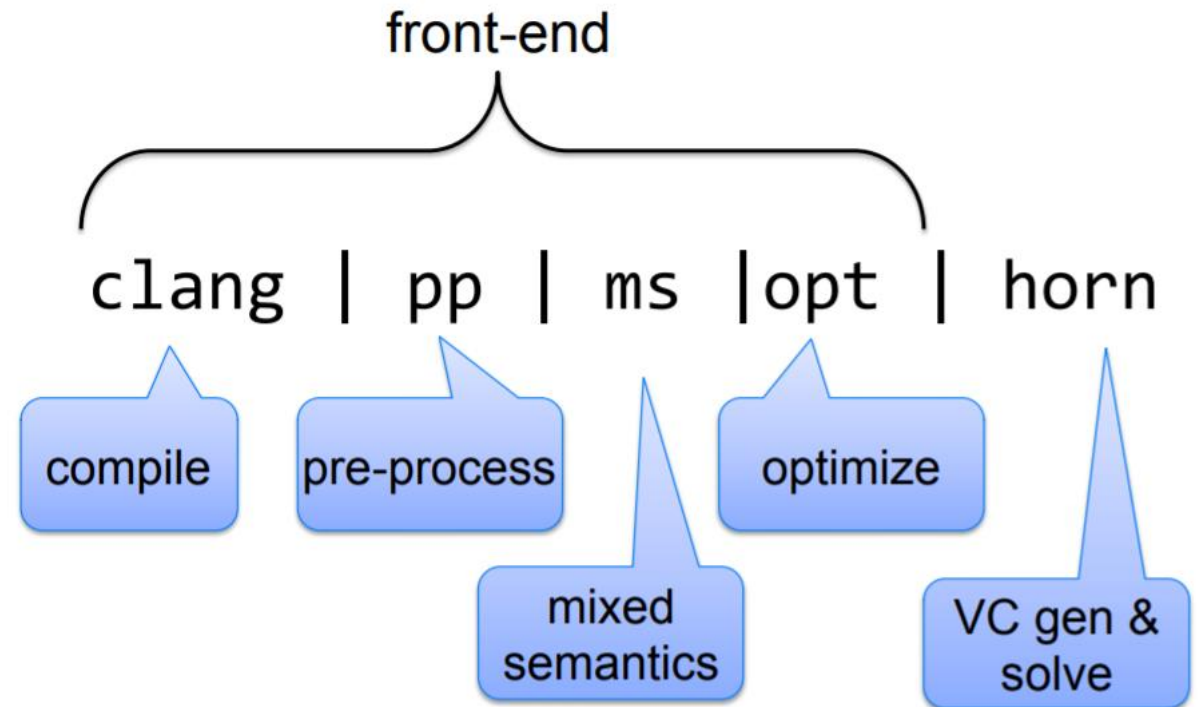 front-end
clang | pp | ms |opt | horn
compile
pre-process
optimize
mixed
semantics
VC gen &
solve